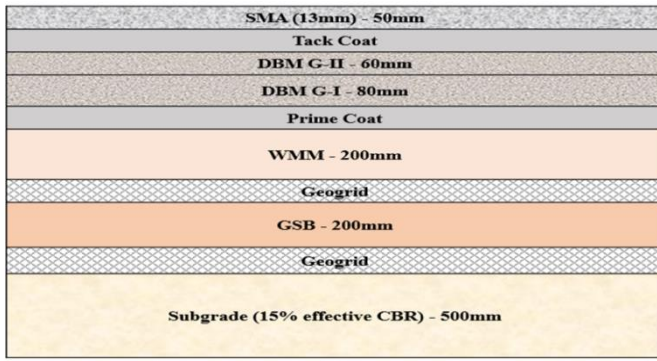 SMA (13mm) - 50mm
Tack Coat
DBM G-II - 60mm
DBM G-I - 80mm
Prime Coat
WMM - 200mm
Geogrid
GSB - 200mm
Geogrid
Subgrade (15% effective CBR) - 500mm